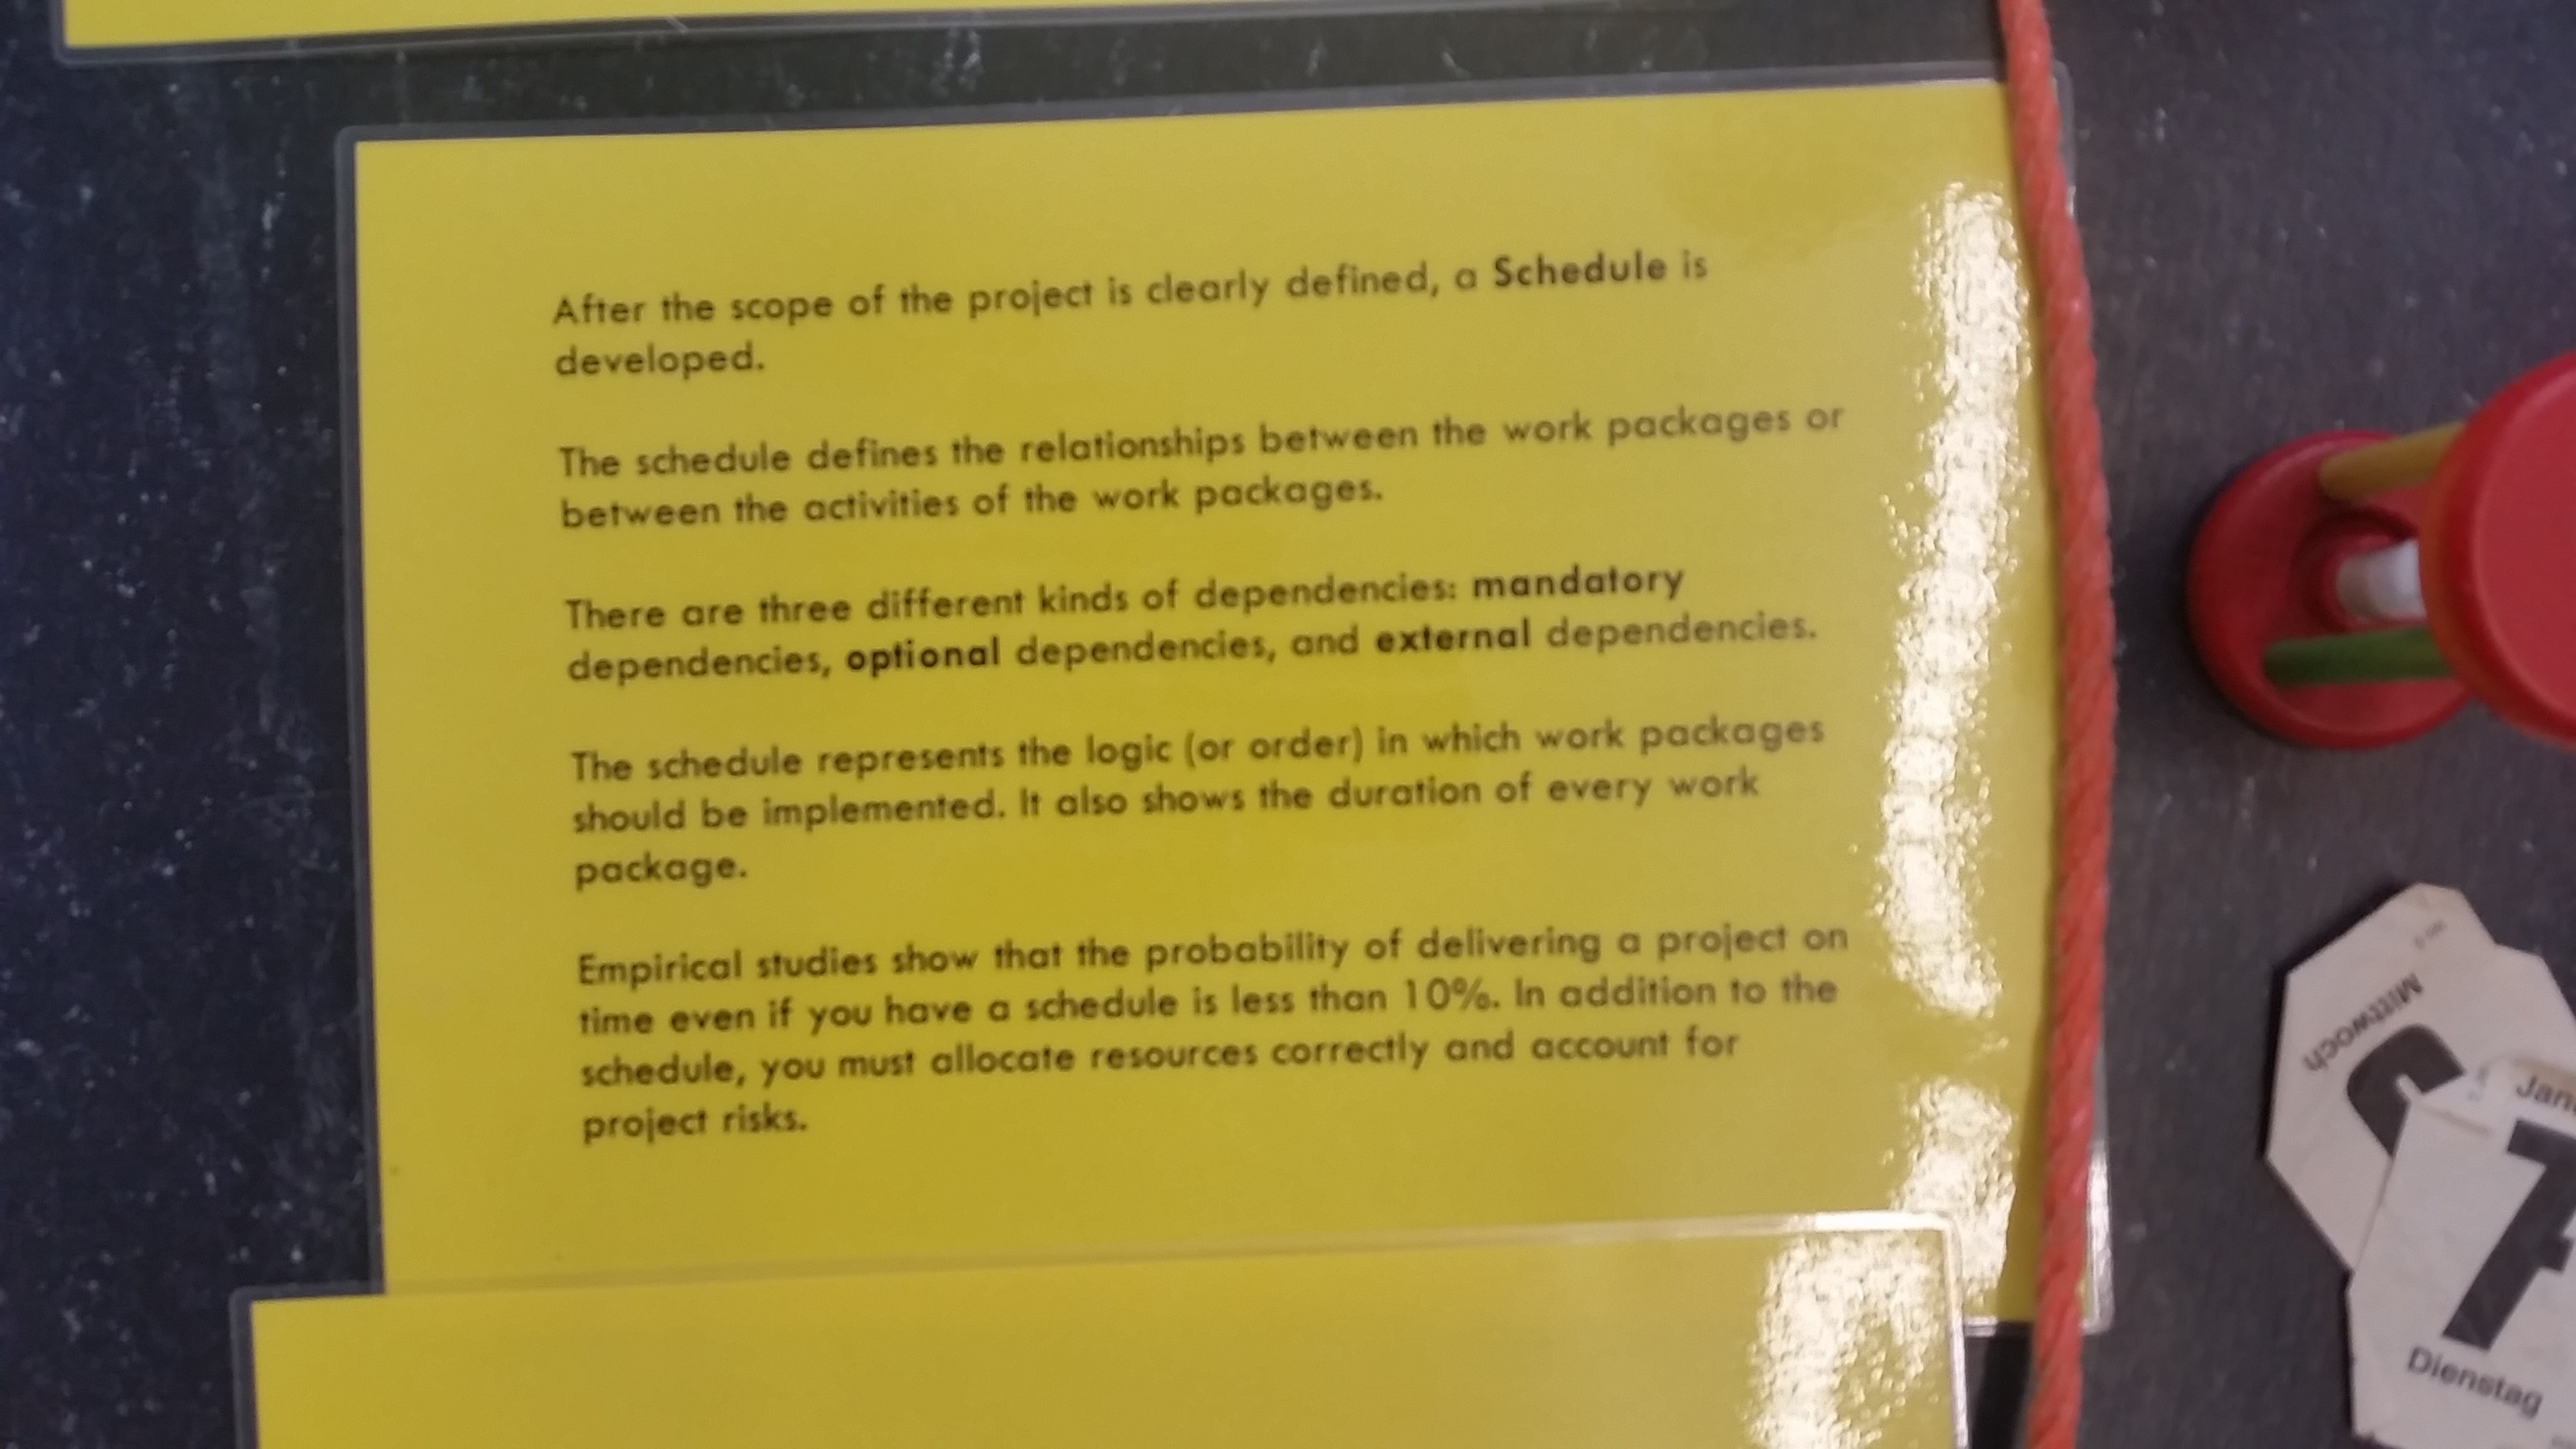 After the scope of the project is clearly defined, a Schedule is
developed.
The schedule defines the relationships between the work packages or
between the activities of the work packages.
There are three different kinds of dependencies: mandatory
dependencies, optional dependencies, and external dependencies.
The schedule represents the logic (or order) in which work packages
should be implemented. It also shows the duration of every work
package.
Empirical studies show that the probability of delivering a project on
time even if you have a schedule is less than 10%. In addition to the
schedule, you must allocate resources correctly and account for
project risks.
Mittwoch
7
Dienstag